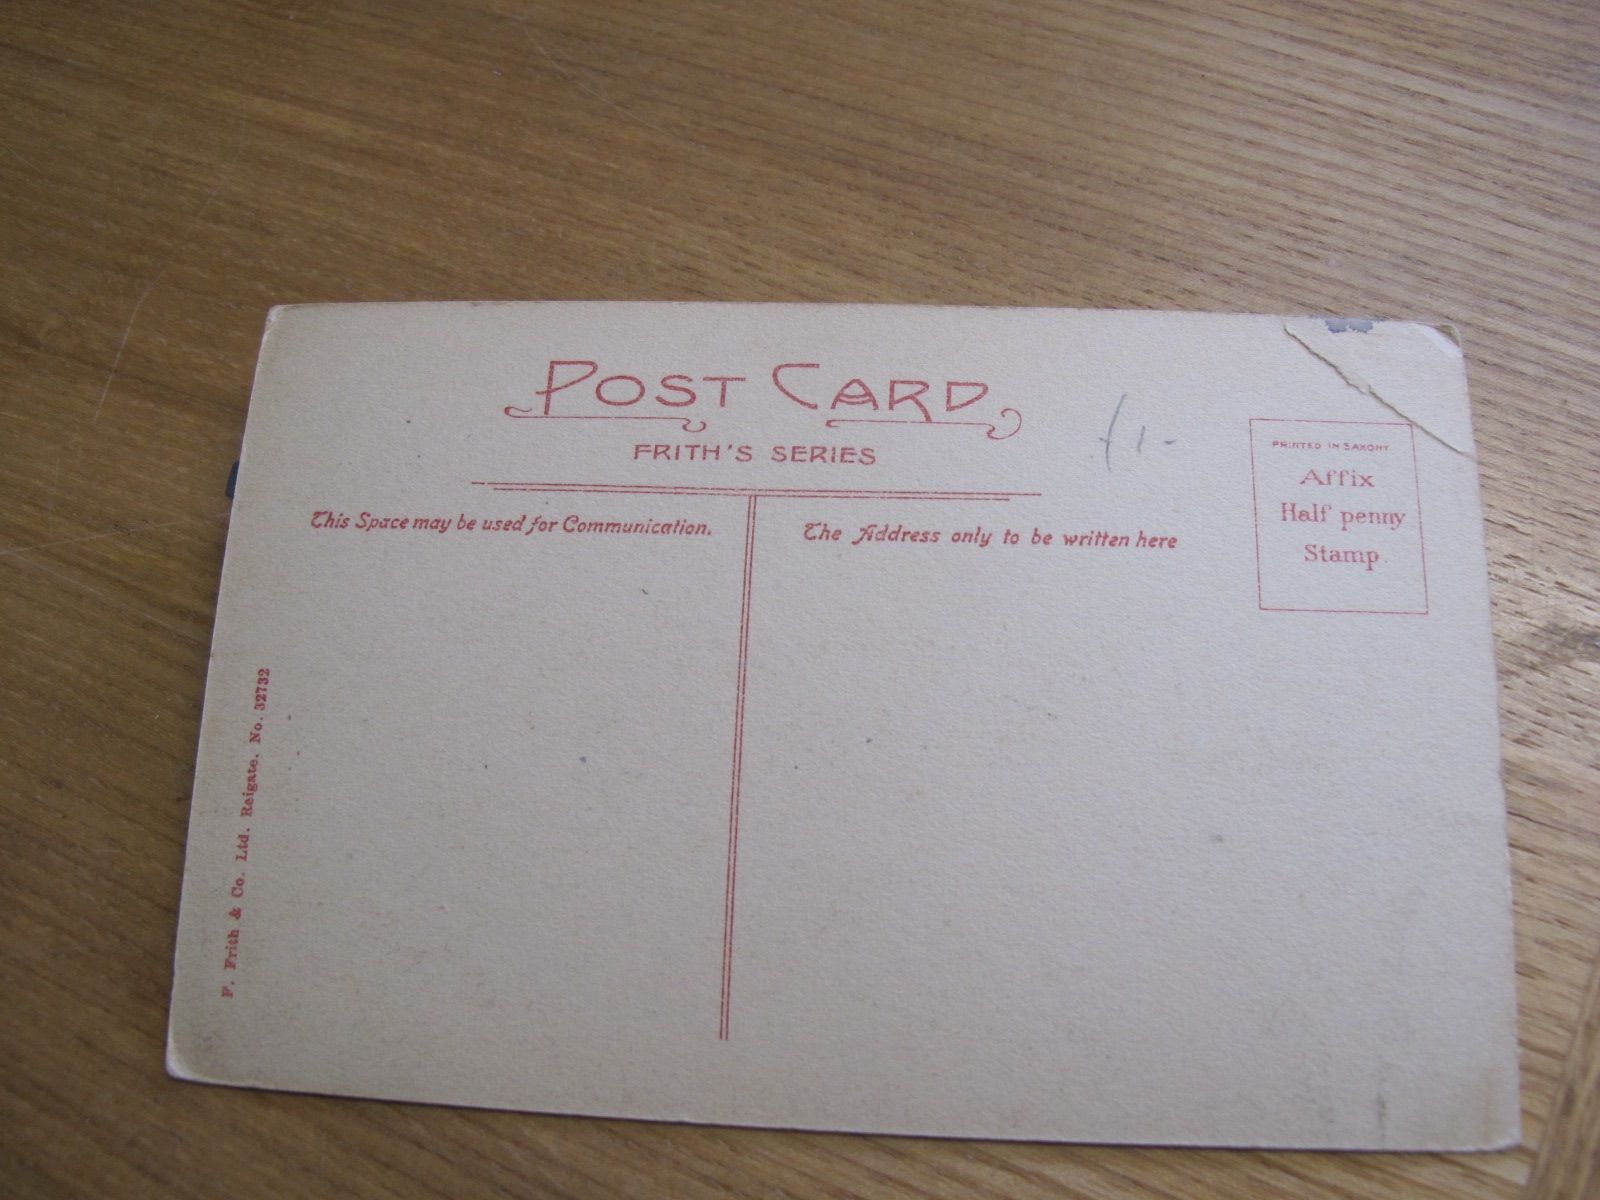 POST CARD
FRITH'S SERIES
£1-
PRINTED IN SAXONY
Affix
Half penny
Stamp.
This Space may be used for Communication.
The Address only to be written here
F. Frith & Co. Ltd. Reigate. No. 32732